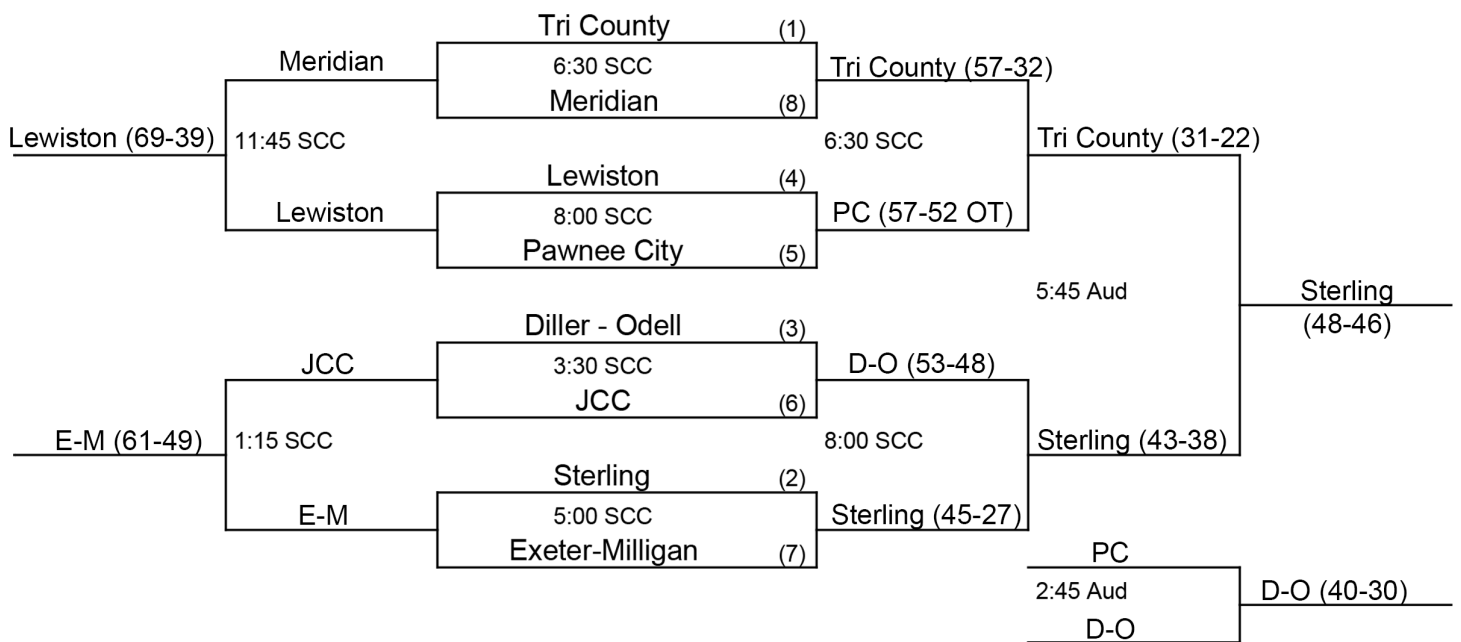 Tri County (1)
Meridian 6:30 SCC Tri County (57-32)
Meridian (8)
Lewiston (69-39) 11:45 SCC 6:30 SCC Tri County (31-22)
Lewiston (4)
Lewiston 8:00 SCC PC (57-52 OT)
Pawnee City (5)
5:45 Aud Sterling
(48-46)
Diller - Odell (3)
JCC 3:30 SCC D-O (53-48)
JCC (6)
E-M (61-49) 1:15 SCC 8:00 SCC Sterling (43-38)
Sterling (2)
E-M 5:00 SCC Sterling (45-27)
Exeter-Milligan (7)
PC
2:45 Aud D-O (40-30)
D-O